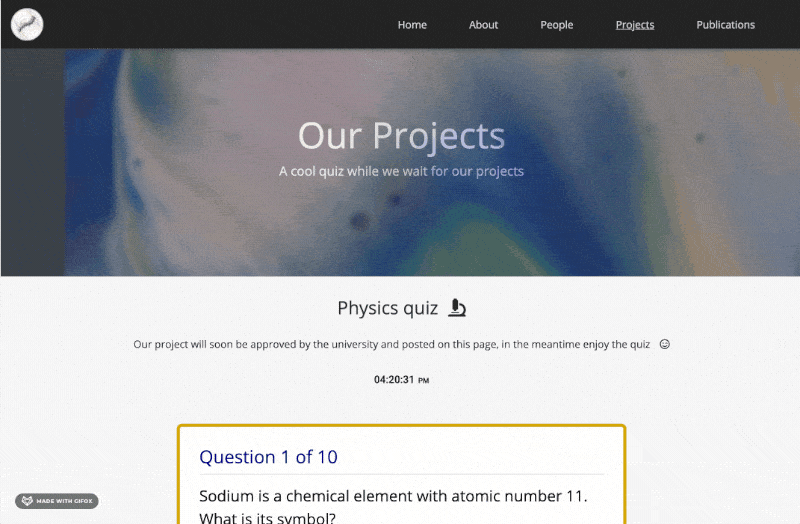 Home About People Projects Publications
Our Projects
A cool quiz while we wait for our projects
Physics quiz
Our project will soon be approved by the university and posted on this page, in the meantime enjoy the quiz
04:20:31 PM
Question 1 of 10
Sodium is a chemical element with atomic number 11.
What is its symbol?
MADE WITH GIFOX